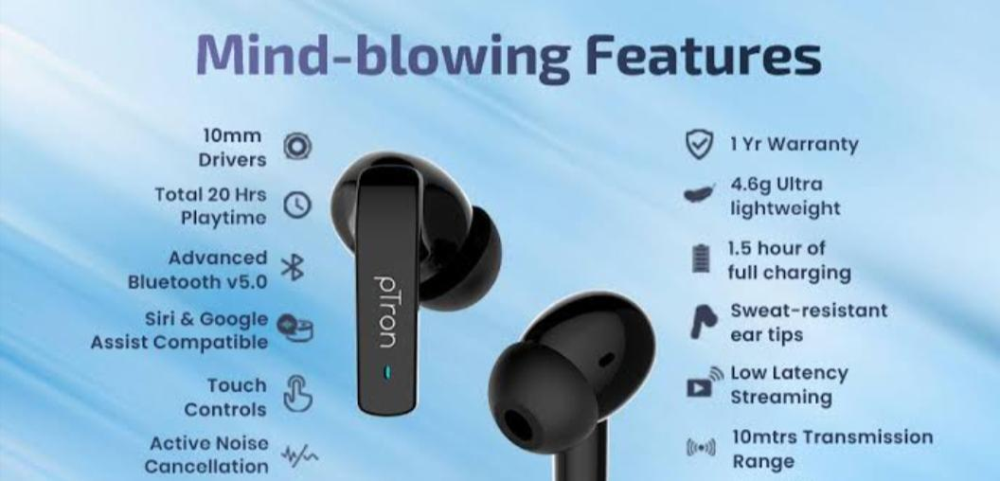 Mind-blowing Features
10mm
Drivers
Total 20 Hrs
Playtime
Advanced
Bluetooth v5.0
Siri & Google
Assist Compatible
Touch
Controls
Active Noise
Cancellation
pTron
1 Yr Warranty
4.6g Ultra
lightweight
1.5 hour of
full charging
Sweat-resistant
ear tips
Low Latency
Streaming
10mtrs Transmission
Range